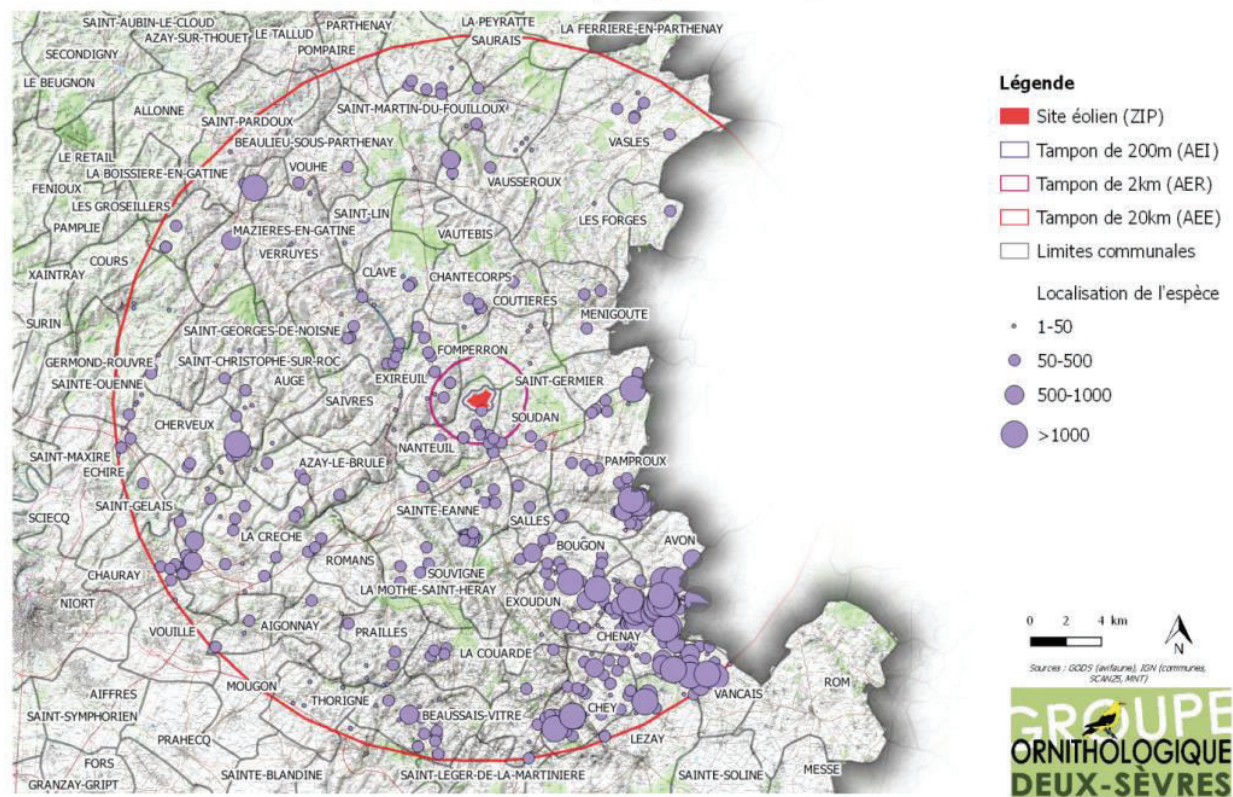 SAINT-AUBIN-LE-CLOUD
PARTHENAY
LA PEYRATTE
LA FERRIERE-EN-PARTHENAY
AZAY-SUR-THOUET
LE TALLUD
SAURAIS
POMPAIRE
SECONDIGNY
LE BEUGNON
ALLONNE
SAINT-MARTIN-DU-FOUILLOUX
SAINT-PARDOUX
BEAULIEU-SOUS-PARTHENAY
VASLES
LE RETAIL
VOUHE
LA BOISSIERE-EN-GATINE
VAUSSEROUX
FENIOUX
LES GROSEILLERS
SAINT-LIN
LES FORGES
PAMPLIE
MAZIERES-EN-GATINE
VAUTEBIS
COURS
VERRUYES
XAINTRAY
CLAVE
CHANTECORPS
COUTIERES
SURIN
SAINT-GEORGES-DE-NOISNE
MENIGOUTE
FOMPERRON
GERMOND-ROUVRE
SAINT-CHRISTOPHE-SUR-ROC
SAINTE-OUENNE
AUGE
EXIREUIL
SAINT-GERMIER
SAIVRES
CHERVEUX
SOUDAN
NANTEUIL
SAINT-MAXIRE
AZAY-LE-BRULE
PAMPROUX
ECHIRE
SAINT-GELAIS
SAINTE-EANNE
SCIECQ
SALLES
LA CRECHE
BOUGON
AVON
ROMANS
CHAURAY
SOUVIGNE
LA MOTHE-SAINT-HERAY
EXOUDUN
NIORT
AIGONNAY
VOUILLE
PRAILLES
CHENAY
LA COUARDE
ROM
MOUGON
AIFFRES
THORIGNE
VANCAIS
SAINT-SYMPHORIEN
BEAUSSAIS-VITRE
CHEY
PRAHECQ
LEZAY
FORS
MESSE
SAINTE-BLANDINE
SAINT-LEGER-DE-LA-MARTINIERE
SAINTE-SOLINE
GRANZAY-GRIPT
Légende
Site éolien (ZIP)
Tampon de 200m (AEI)
Tampon de 2km (AER)
Tampon de 20km (AEE)
Limites communales
Localisation de l'espèce
1-50
50-500
500-1000
>1000
0 2 4 km
N
Sources : GODS (avifaune), IGN (communes,
SCAN25, MNT)
GROUPE
ORNITHOLOGIQUE
DEUX-SÈVRES